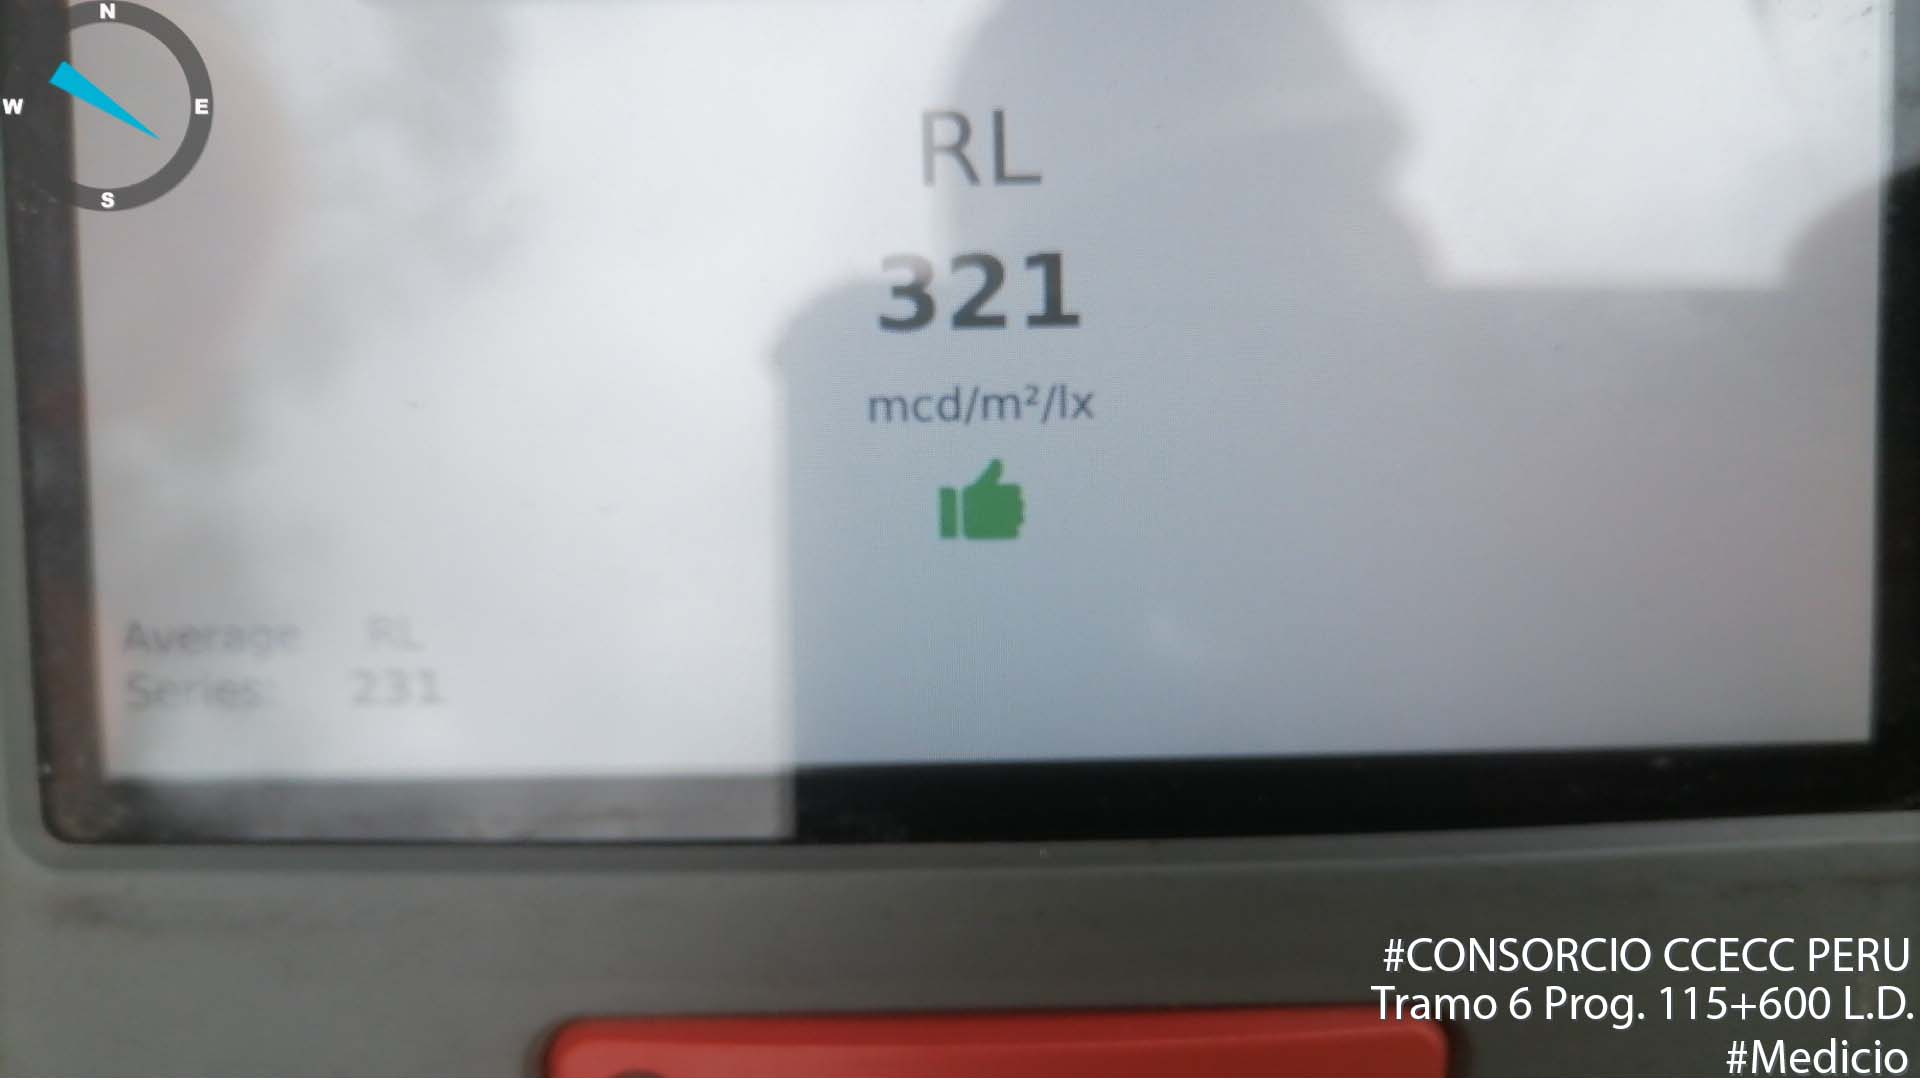 N
W
E
S
RL
321
mcd/m²/lx
Average RL
Series: 231
#CONSORCIO CCECC PERU
Tramo 6 Prog. 115+600 L.D.
#Medicio